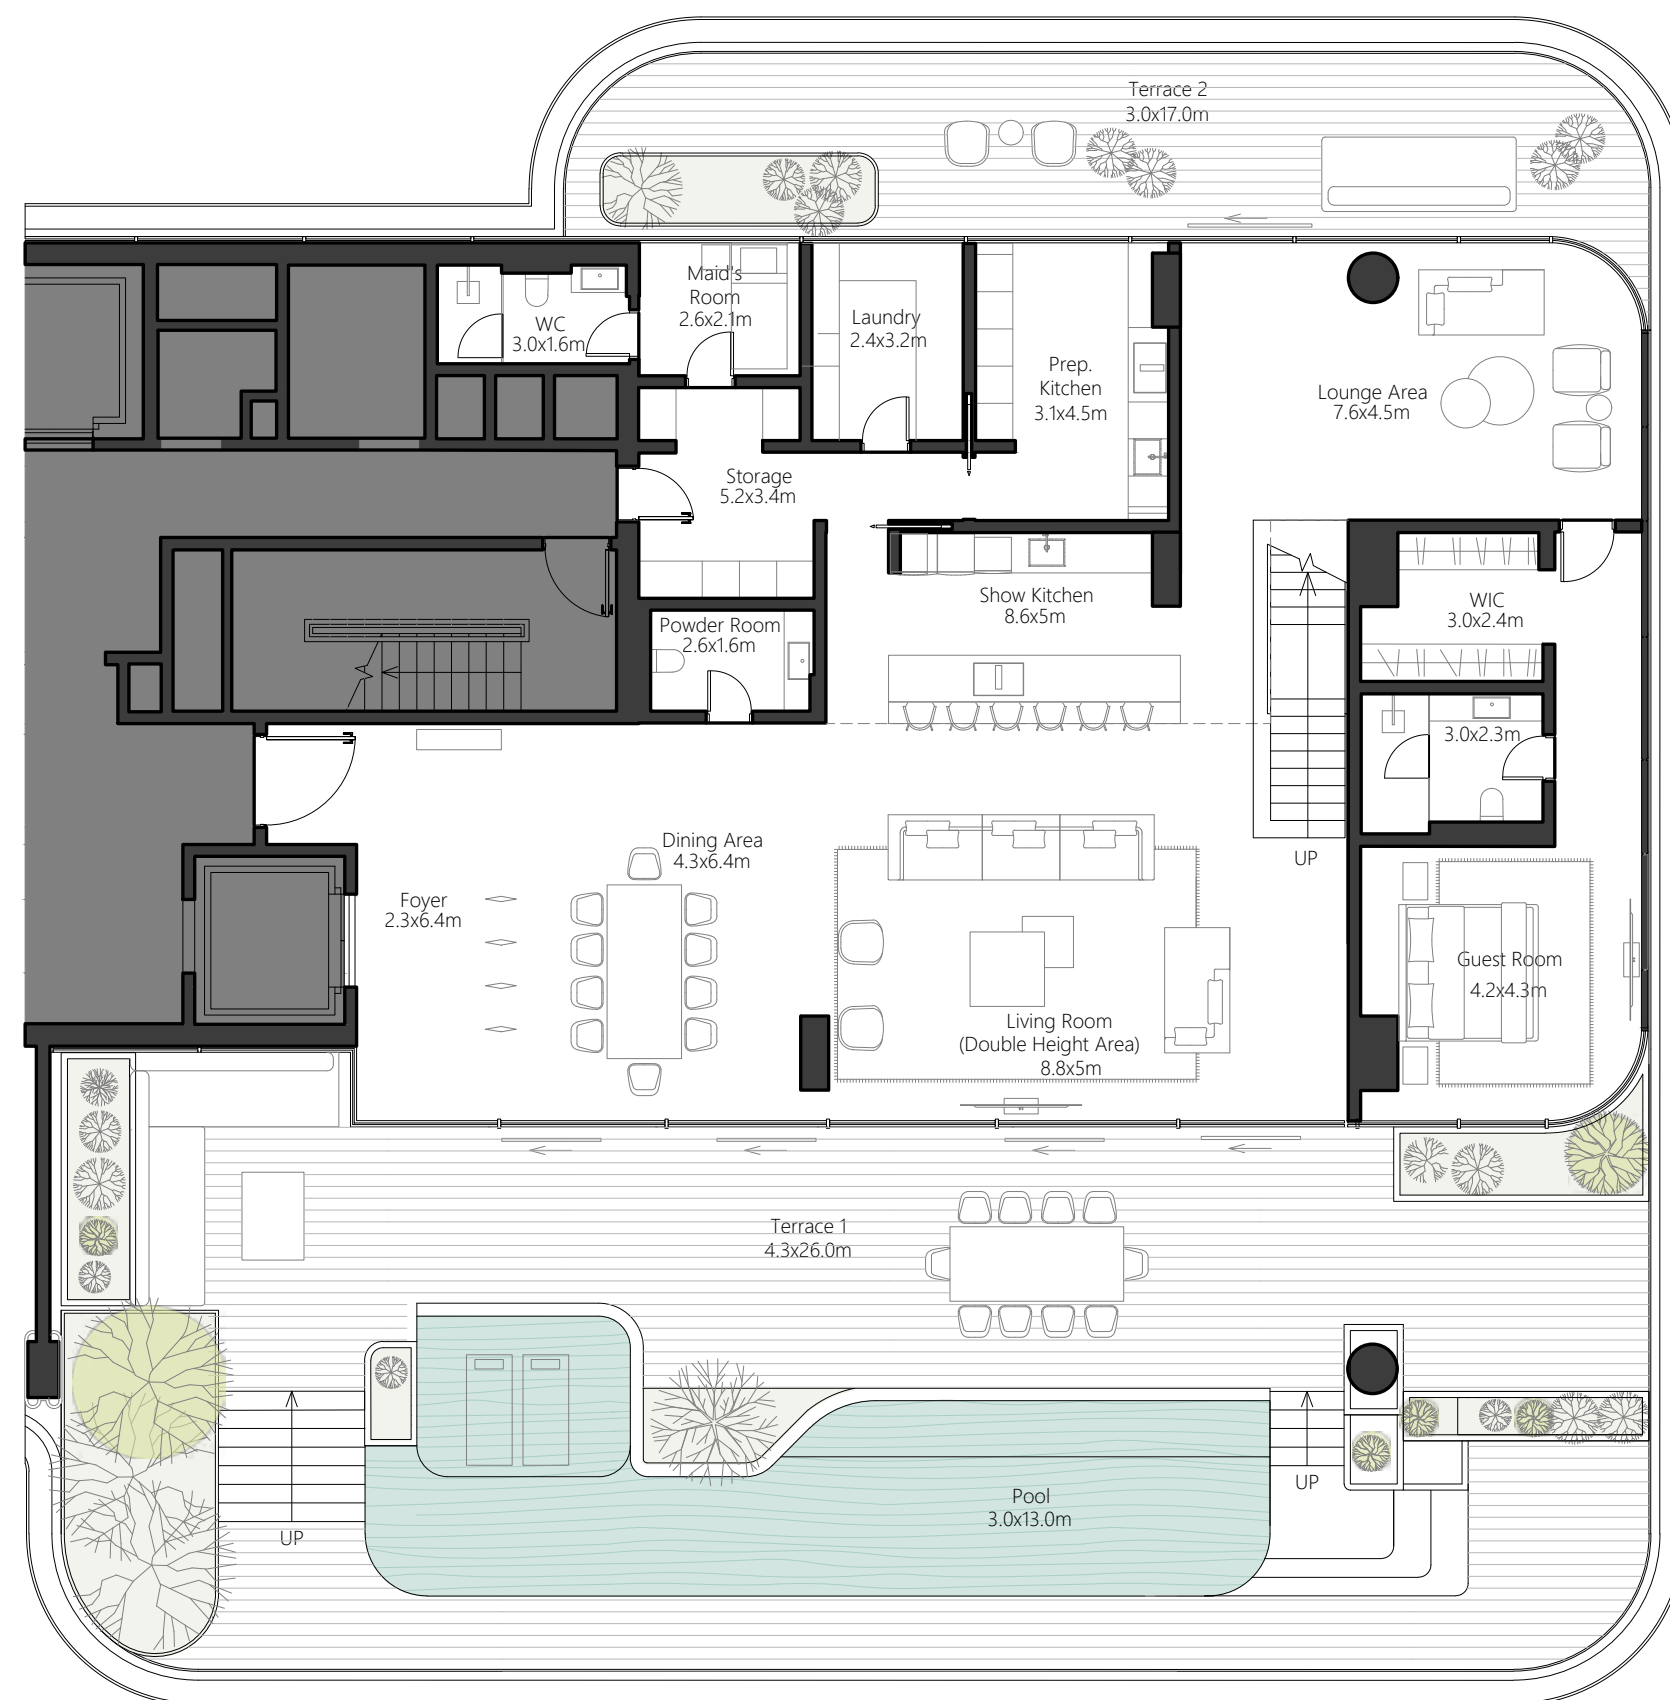 Terrace 2
3.0x17.0m
Maid's
Room
2.6x2.1m
WC
3.0x1.6m
Laundry
2.4x3.2m
Prep.
Kitchen
3.1x4.5m
Lounge Area
7.6x4.5m
Storage
5.2x3.4m
Show Kitchen
8.6x5m
WIC
3.0x2.4m
Powder Room
2.6x1.6m
3.0x2.3m
Dining Area
4.3x6.4m
UP
Foyer
2.3x6.4m
Guest Room
4.2x4.3m
Living Room
(Double Height Area)
8.8x5m
Terrace 1
4.3x26.0m
Pool
3.0x13.0m
UP
UP